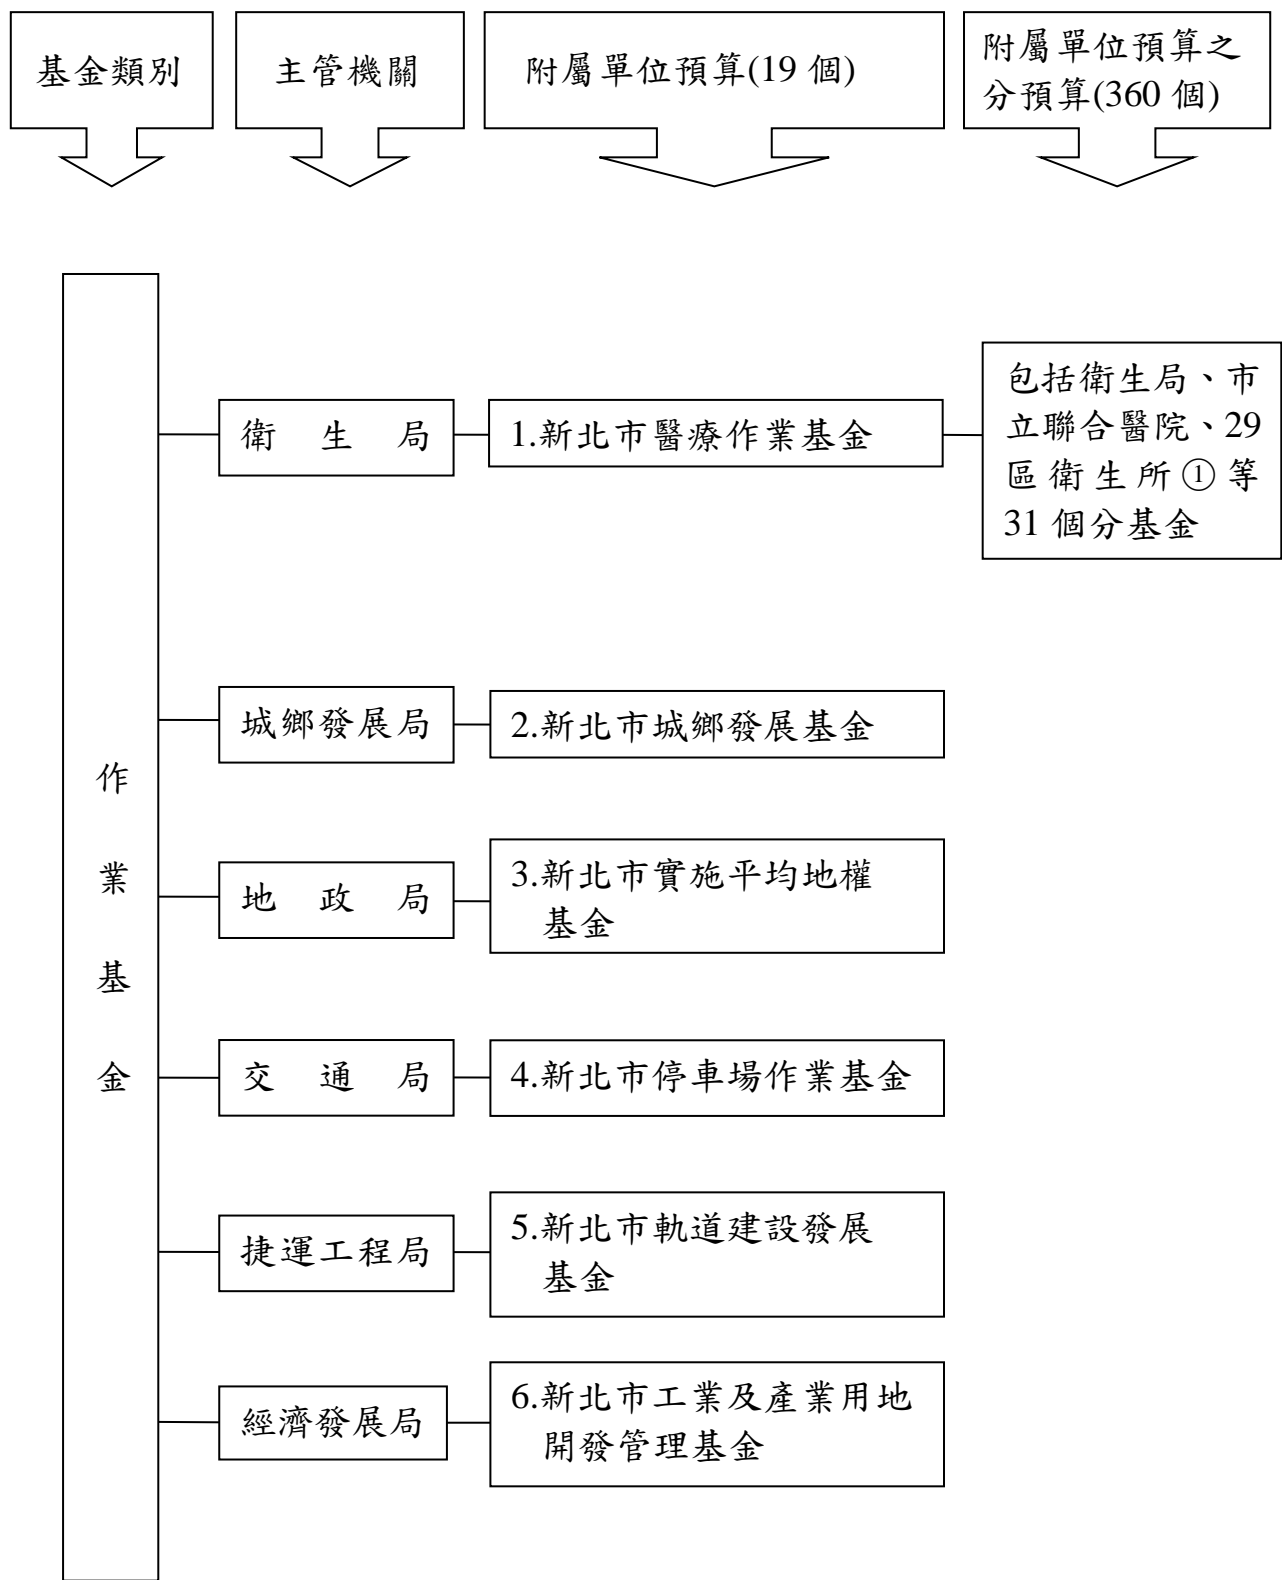 基金類別
主管機關
附屬單位預算(19 個)
附屬單位預算之
分預算(360 個)
作業基金
衛生局
1.新北市醫療作業基金
包括衛生局、市
立聯合醫院、29
區衛生所①等
31 個分基金
城鄉發展局
2.新北市城鄉發展基金
地政局
3.新北市實施平均地權
基金
交通局
4.新北市停車場作業基金
捷運工程局
5.新北市軌道建設發展
基金
經濟發展局
6.新北市工業及產業用地
開發管理基金